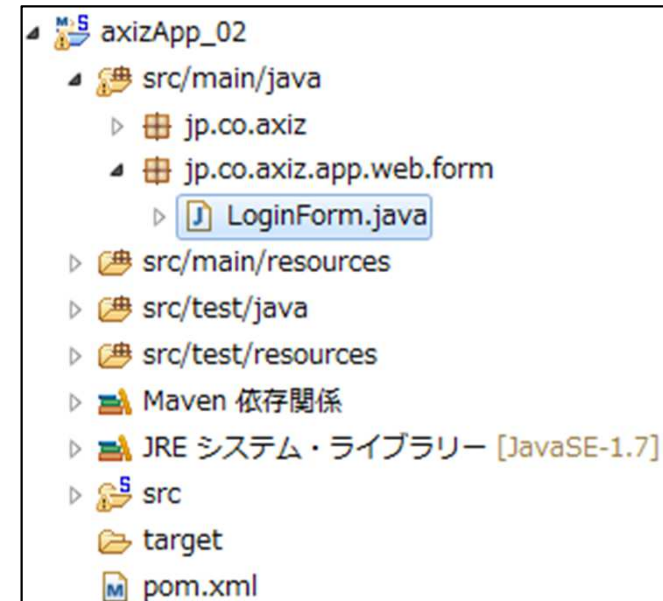 axizApp_02
src/main/java
jp.co.axiz
jp.co.axiz.app.web.form
LoginForm.java
src/main/resources
src/test/java
src/test/resources
Maven 依存関係
JRE システム・ライブラリー [JavaSE-1.7]
src
target
pom.xml